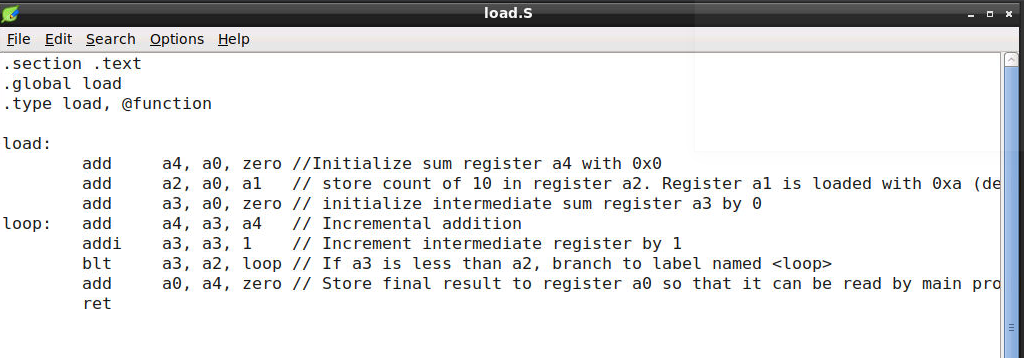 load.S
File Edit Search Options Help
.section .text
.global load
.type load, @function
load:
add a4, a0, zero //Initialize sum register a4 with 0x0
add a2, a0, a1 // store count of 10 in register a2. Register a1 is loaded with 0xa (de
add a3, a0, zero // initialize intermediate sum register a3 by 0
loop: add a4, a3, a4 // Incremental addition
addi a3, a3, 1 // Increment intermediate register by 1
blt a3, a2, loop // If a3 is less than a2, branch to label named <loop>
add a0, a4, zero // Store final result to register a0 so that it can be read by main pro
ret